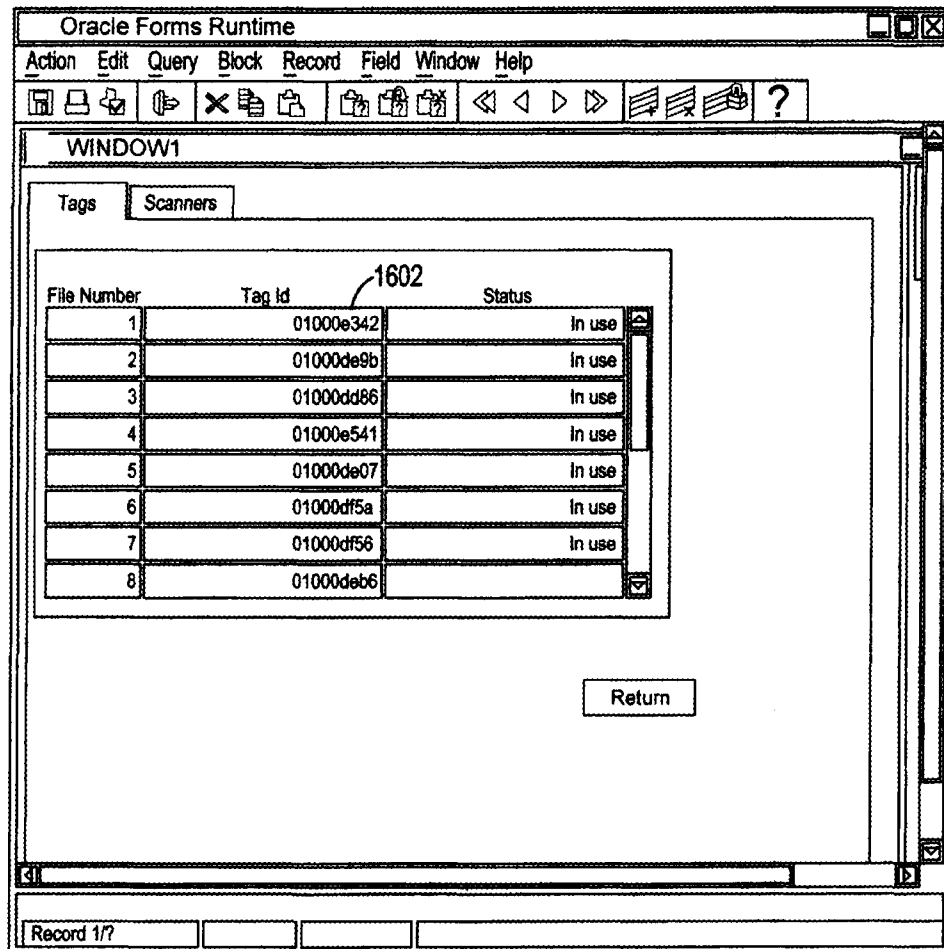 Oracle Forms Runtime
Action Edit Query Block Record Field Window Help
?
WINDOW1
Tags Scanners
1602
File Number Tag Id Status
1 01000e342 In use
2 01000de9b In use
3 01000dd86 In use
4 01000e541 In use
5 01000de07 In use
6 01000df5a In use
7 01000df56 In use
8 01000deb6
Return
Record 1/?